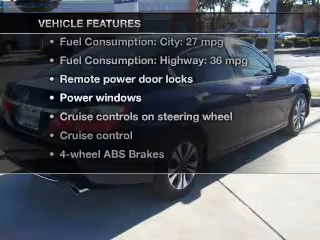 VEHICLE FEATURES
• Fuel Consumption: City: 27 mpg
• Fuel Consumption: Highway: 36 mpg
• Remote power door locks
• Power windows
• Cruise controls on steering wheel
• Cruise control
• 4-wheel ABS Brakes